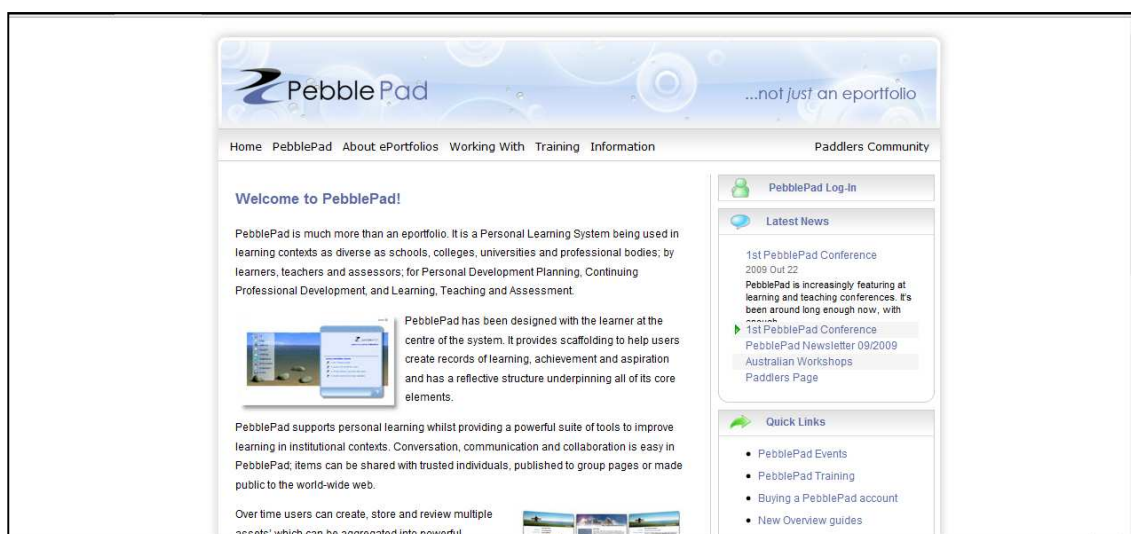 PebblePad
...not just an eportfolio
Home PebblePad About ePortfolios Working With Training Information Paddlers Community
Welcome to PebblePad!
PebblePad is much more than an eportfolio. It is a Personal Learning System being used in
learning contexts as diverse as schools, colleges, universities and professional bodies; by
learners, teachers and assessors; for Personal Development Planning, Continuing
Professional Development, and Learning, Teaching and Assessment.
PebblePad has been designed with the learner at the
centre of the system. It provides scaffolding to help users
create records of learning, achievement and aspiration
and has a reflective structure underpinning all of its core
elements.
PebblePad supports personal learning whilst providing a powerful suite of tools to improve
learning in institutional contexts. Conversation, communication and collaboration is easy in
PebblePad; items can be shared with trusted individuals, published to group pages or made
public to the world-wide web.
Over time users can create, store and review multiple
assets' which can be aggregated into powerful
PebblePad Log-In
Latest News
1st PebblePad Conference
2009 Out 22
PebblePad is increasingly featuring at
learning and teaching conferences. It's
been around long enough now, with
1st PebblePad Conference
PebblePad Newsletter 09/2009
Australian Workshops
Paddlers Page
Quick Links
PebblePad Events
PebblePad Training
Buying a PebblePad account
New Overview guides